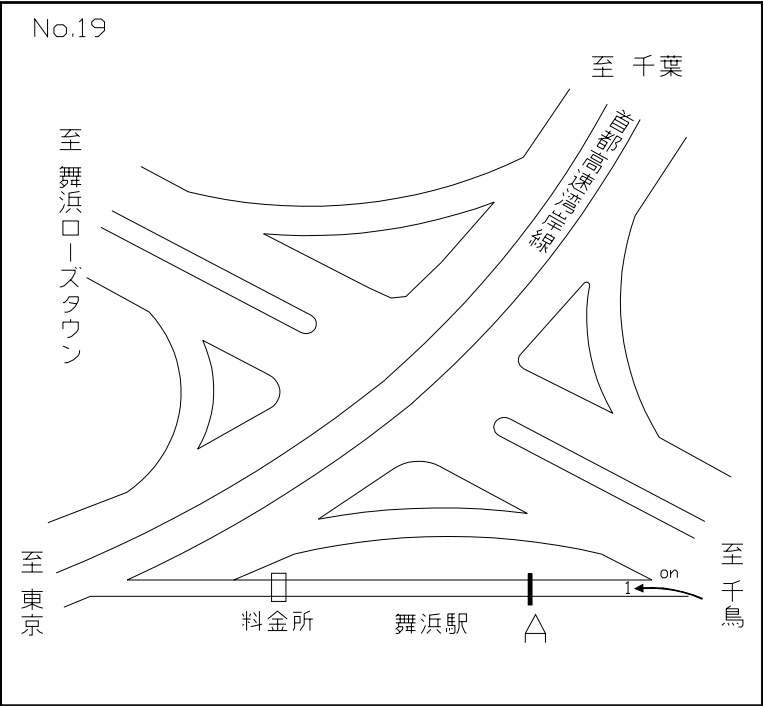 No.19
至 千葉
首都高速湾岸線
至 舞浜ローズタウン
至 東京
料金所
舞浜駅
A
1
on
至 千鳥